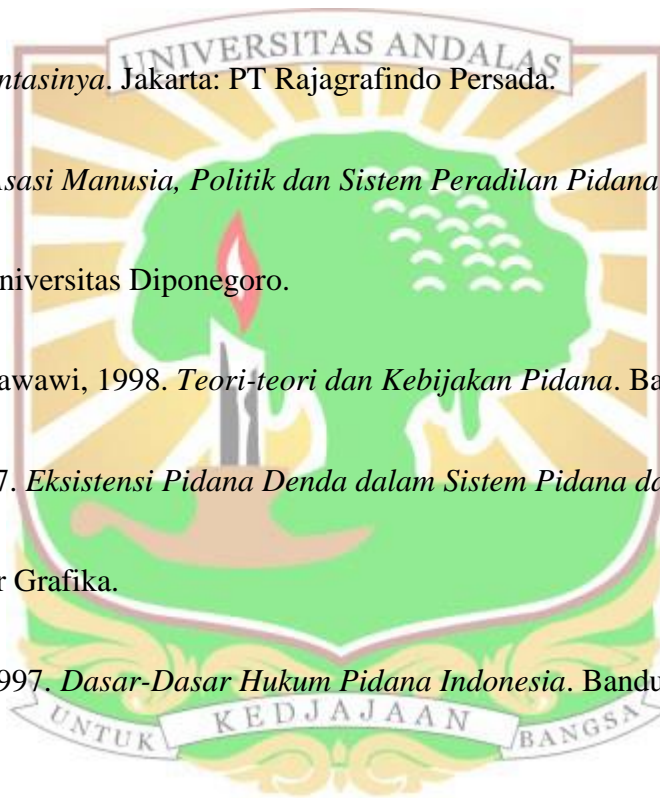 UNIVERSITAS ANDALAS
ntasinya. Jakarta: PT Rajagrafindo Persada.
Asasi Manusia, Politik dan Sistem Peradilan Pidana
niversitas Diponegoro.
awawi, 1998. Teori-teori dan Kebijakan Pidana. Ba
7. Eksistensi Pidana Denda dalam Sistem Pidana da
r Grafika.
997. Dasar-Dasar Hukum Pidana Indonesia. Bandu
UNTUK KEDJAJAAN BANGSA